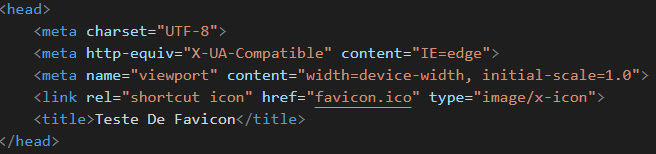 <head>
<meta charset="UTF-8">
<meta http-equiv="X-UA-Compatible" content="IE=edge">
<meta name="viewport" content="width=device-width, initial-scale=1.0">
<link rel="shortcut icon" href="favicon.ico" type="image/x-icon">
<title>Teste De Favicon</title>
</head>